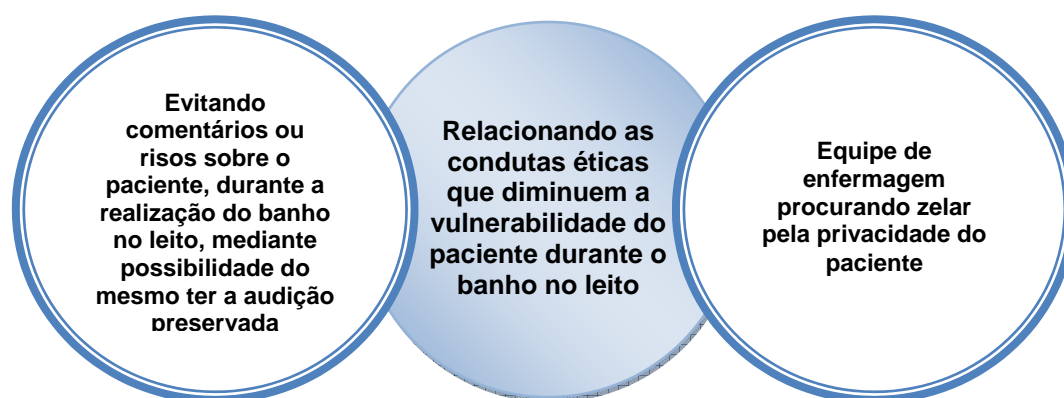 Evitando
comentários ou
risos sobre o
paciente, durante a
realização do banho
no leito, mediante
possibilidade do
mesmo ter a audição
preservada
Relacionando as
condutas éticas
que diminuem a
vulnerabilidade do
paciente durante o
banho no leito
Equipe de
enfermagem
procurando zelar
pela privacidade do
paciente